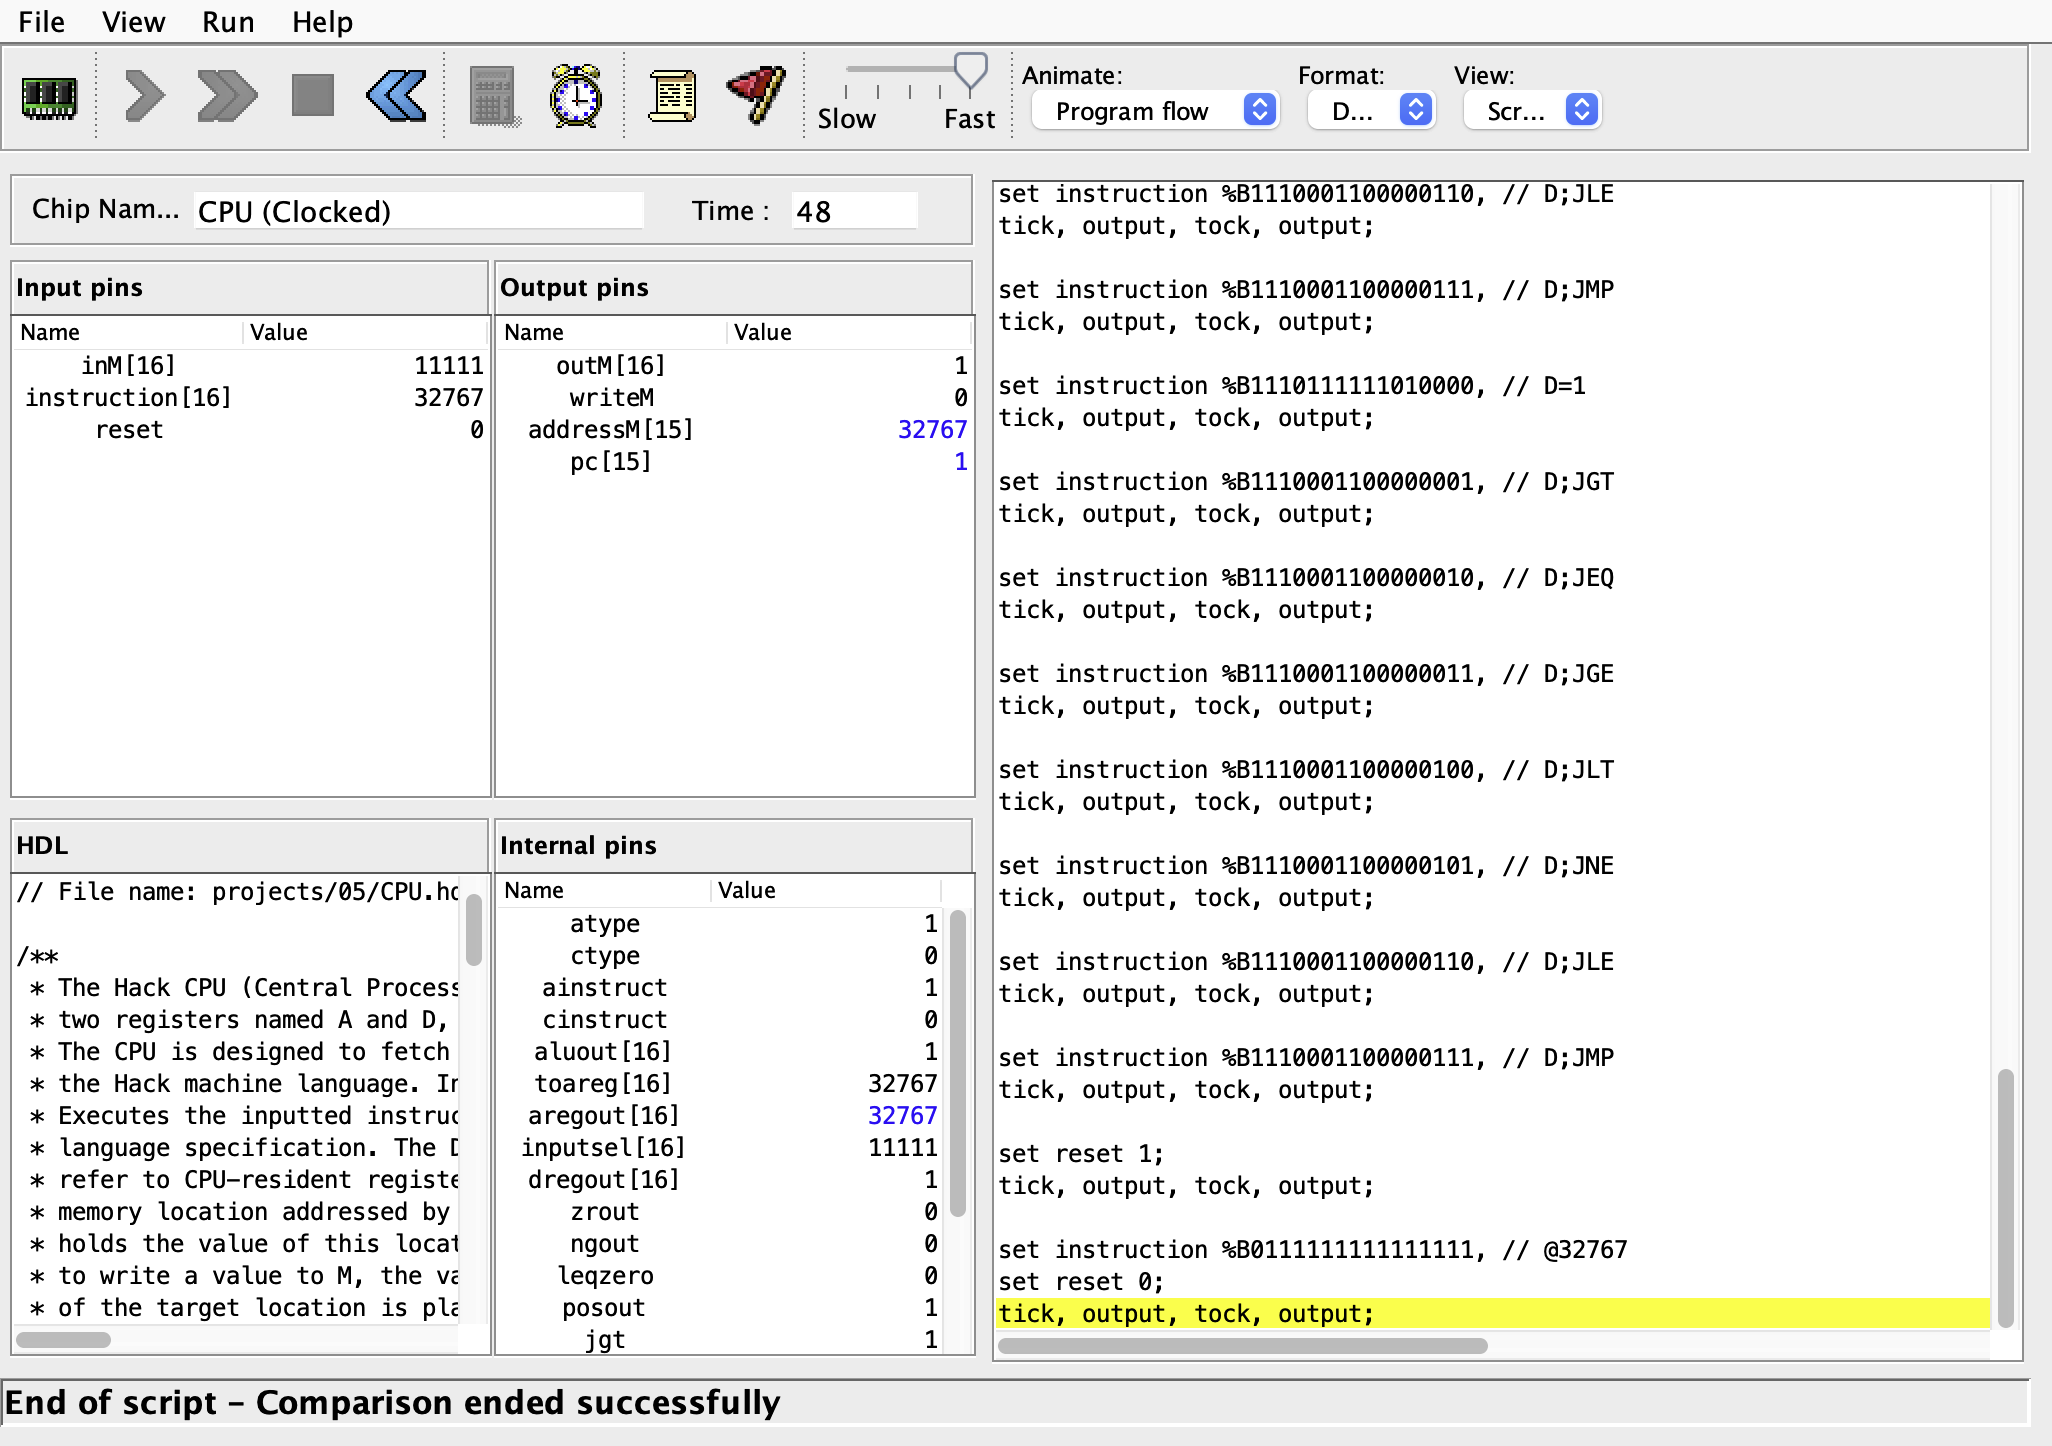 File View Run Help
Animate: Format: View:
Slow Fast Program flow D... Scr...
Chip Nam... CPU (Clocked) Time : 48
Input pins
Name Value
inM[16] 11111
instruction[16] 32767
reset 0
Output pins
Name Value
outM[16] 1
writeM 0
addressM[15] 32767
pc[15] 1
HDL
// File name: projects/05/CPU.hd
/**
* The Hack CPU (Central Process
* two registers named A and D,
* The CPU is designed to fetch
* the Hack machine language. In
* Executes the inputted instruc
* language specification. The D
* refer to CPU-resident registe
* memory location addressed by
* holds the value of this locat
* to write a value to M, the va
* of the target location is pla
Internal pins
Name Value
atype 1
ctype 0
ainstruct 1
cinstruct 0
aluout[16] 1
toareg[16] 32767
aregout[16] 32767
inputsel[16] 11111
dregout[16] 1
zrout 0
ngout 0
leqzero 0
posout 1
jgt 1
set instruction %B1110001100000110, // D;JLE
tick, output, tock, output;
set instruction %B1110001100000111, // D;JMP
tick, output, tock, output;
set instruction %B1110111111010000, // D=1
tick, output, tock, output;
set instruction %B1110001100000001, // D;JGT
tick, output, tock, output;
set instruction %B1110001100000010, // D;JEQ
tick, output, tock, output;
set instruction %B1110001100000011, // D;JGE
tick, output, tock, output;
set instruction %B1110001100000100, // D;JLT
tick, output, tock, output;
set instruction %B1110001100000101, // D;JNE
tick, output, tock, output;
set instruction %B1110001100000110, // D;JLE
tick, output, tock, output;
set instruction %B1110001100000111, // D;JMP
tick, output, tock, output;
set reset 1;
tick, output, tock, output;
set instruction %B0111111111111111, // @32767
set reset 0;
tick, output, tock, output;
End of script – Comparison ended successfully